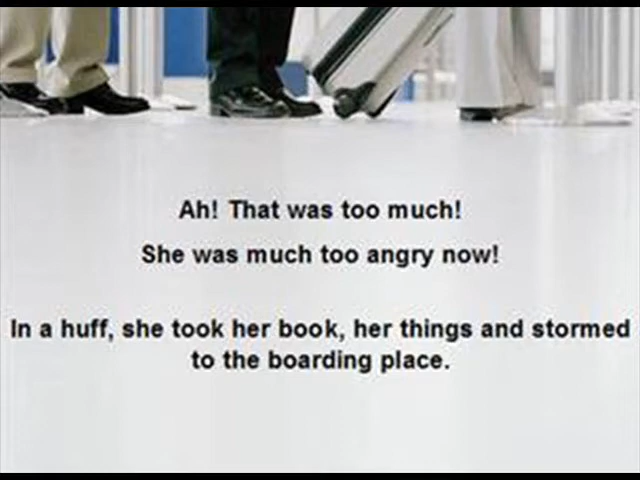 Ah! That was too much!
She was much too angry now!
In a huff, she took her book, her things and stormed
to the boarding place.